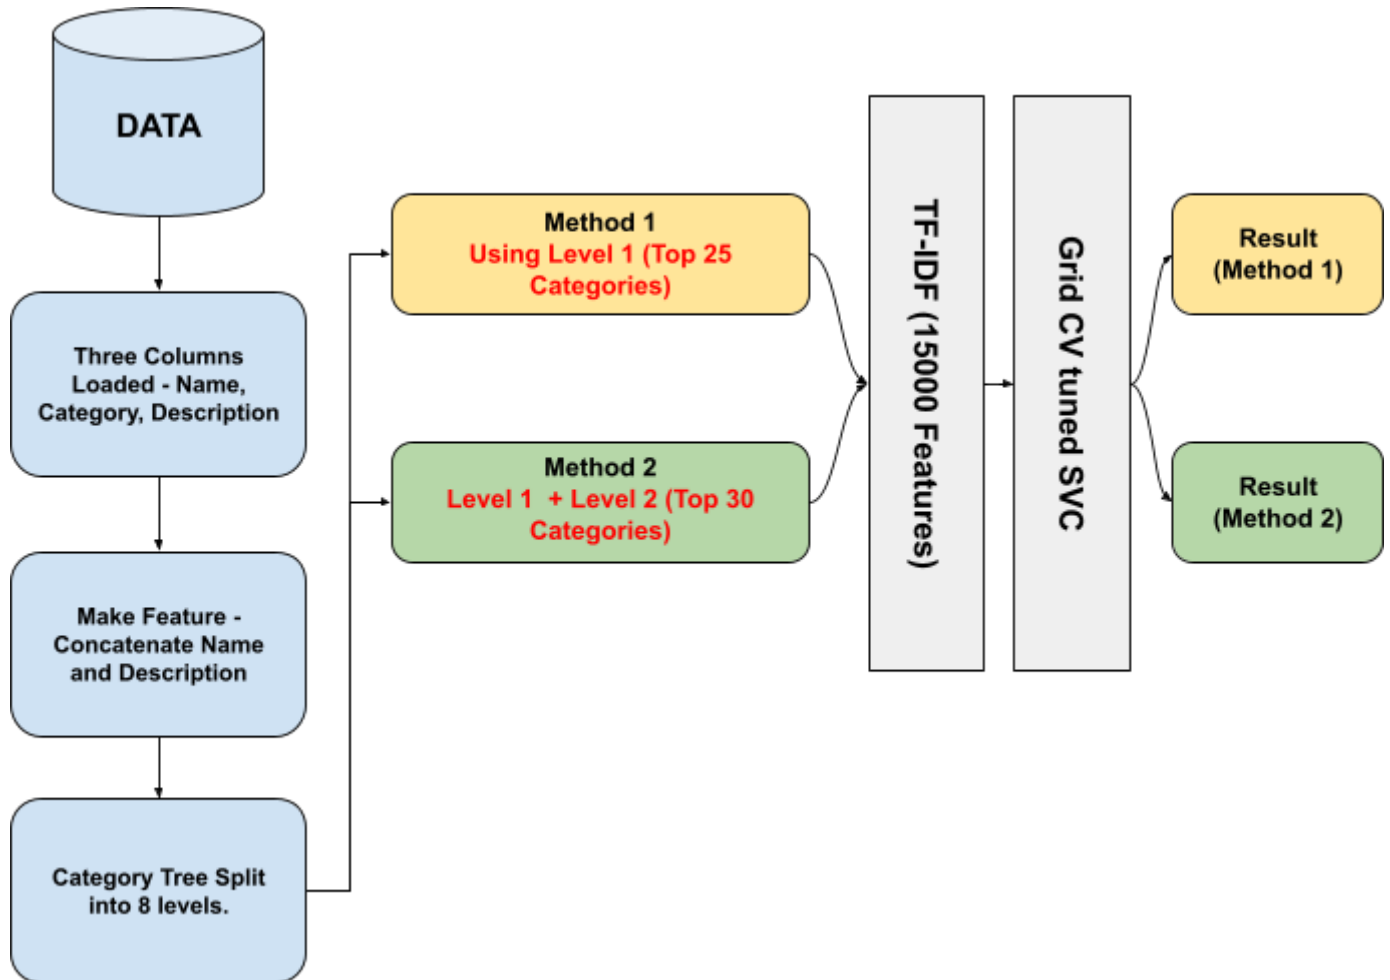 DATA
Three Columns
Loaded - Name,
Category, Description
Make Feature -
Concatenate Name
and Description
Category Tree Split
into 8 levels.
Method 1
Using Level 1 (Top 25
Categories)
Method 2
Level 1 + Level 2 (Top 30
Categories)
TF-IDF (15000 Features)
Grid CV tuned SVC
Result
(Method 1)
Result
(Method 2)